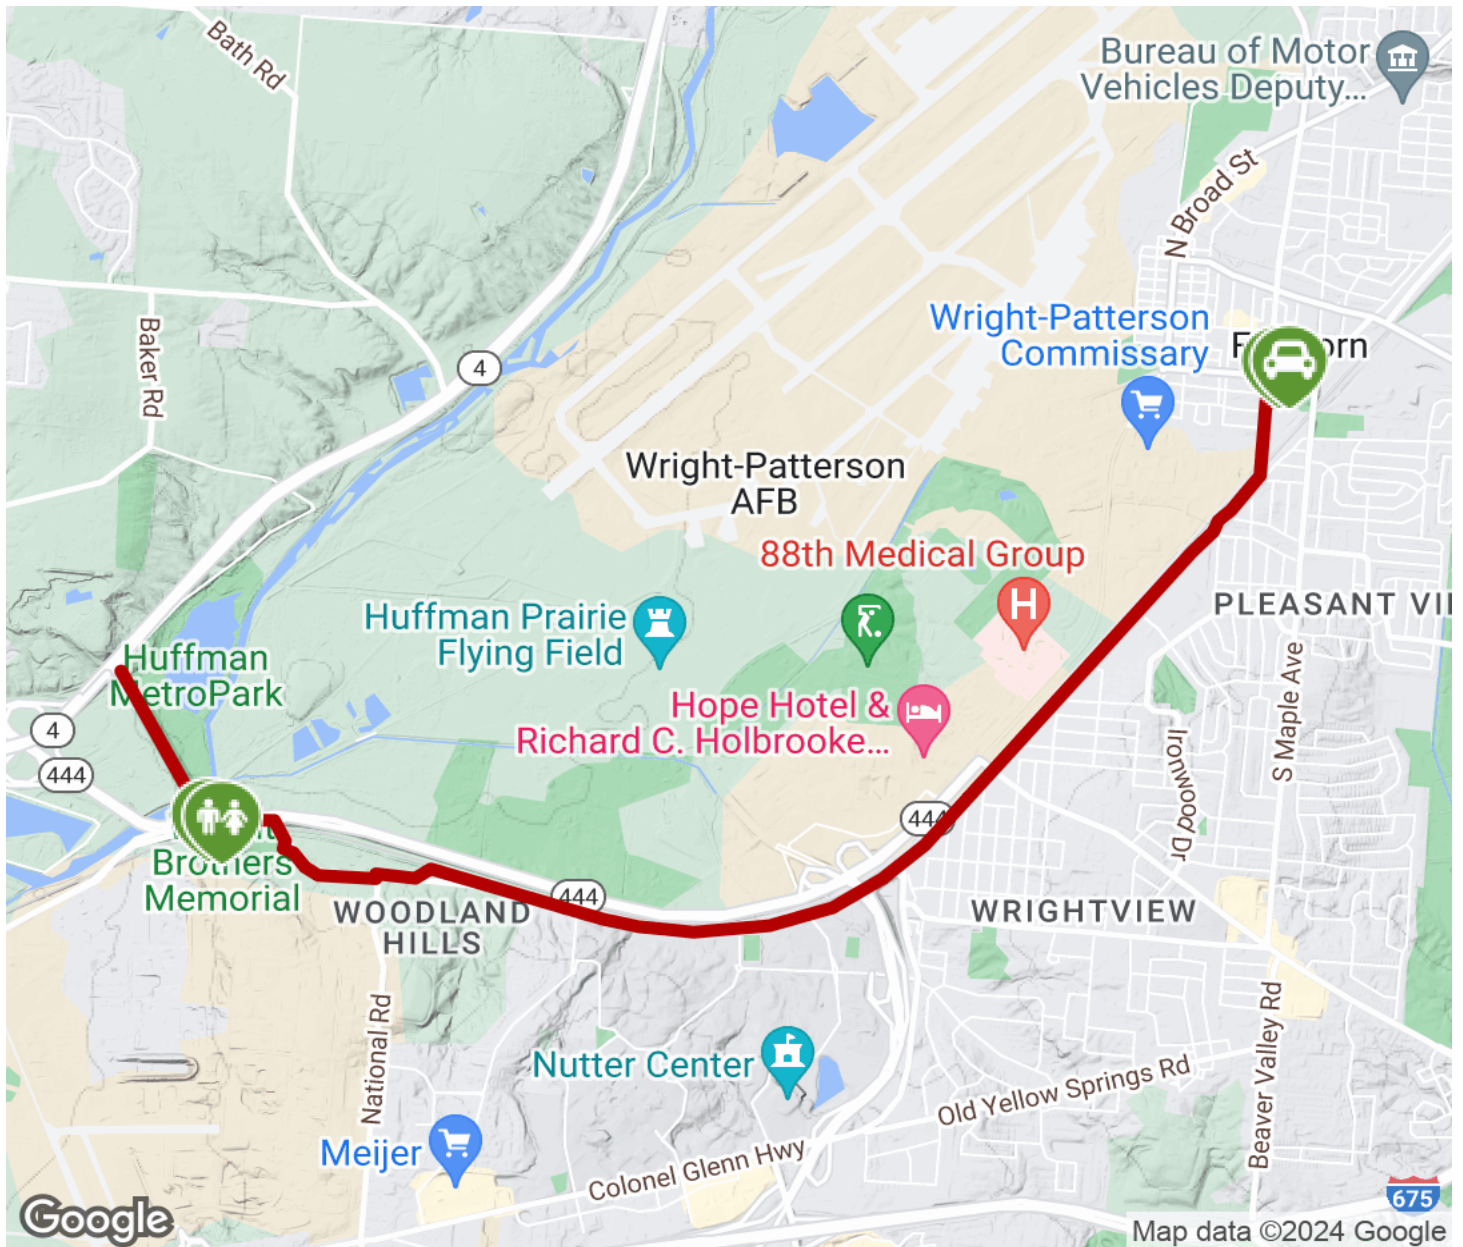 Bath Rd
Bureau of Motor
Vehicles Deputy...
N Broad St
Baker Rd
4
Wright-Patterson
Commissary
Wright-Patterson
AFB
88th Medical Group
Huffman Prairie
Flying Field
H
PLEASANT VI
Huffman
MetroPark
S Maple Ave
Hope Hotel &
Richard C. Holbrooke...
4
444
Ironwood Dr
444
Brothers
Memorial
444
WOODLAND
HILLS
WRIGHTVIEW
National Rd
Beaver Valley Rd
Nutter Center
Old Yellow Springs Rd
Meijer
Colonel Glenn Hwy
675
Google
Map data ©2024 Google